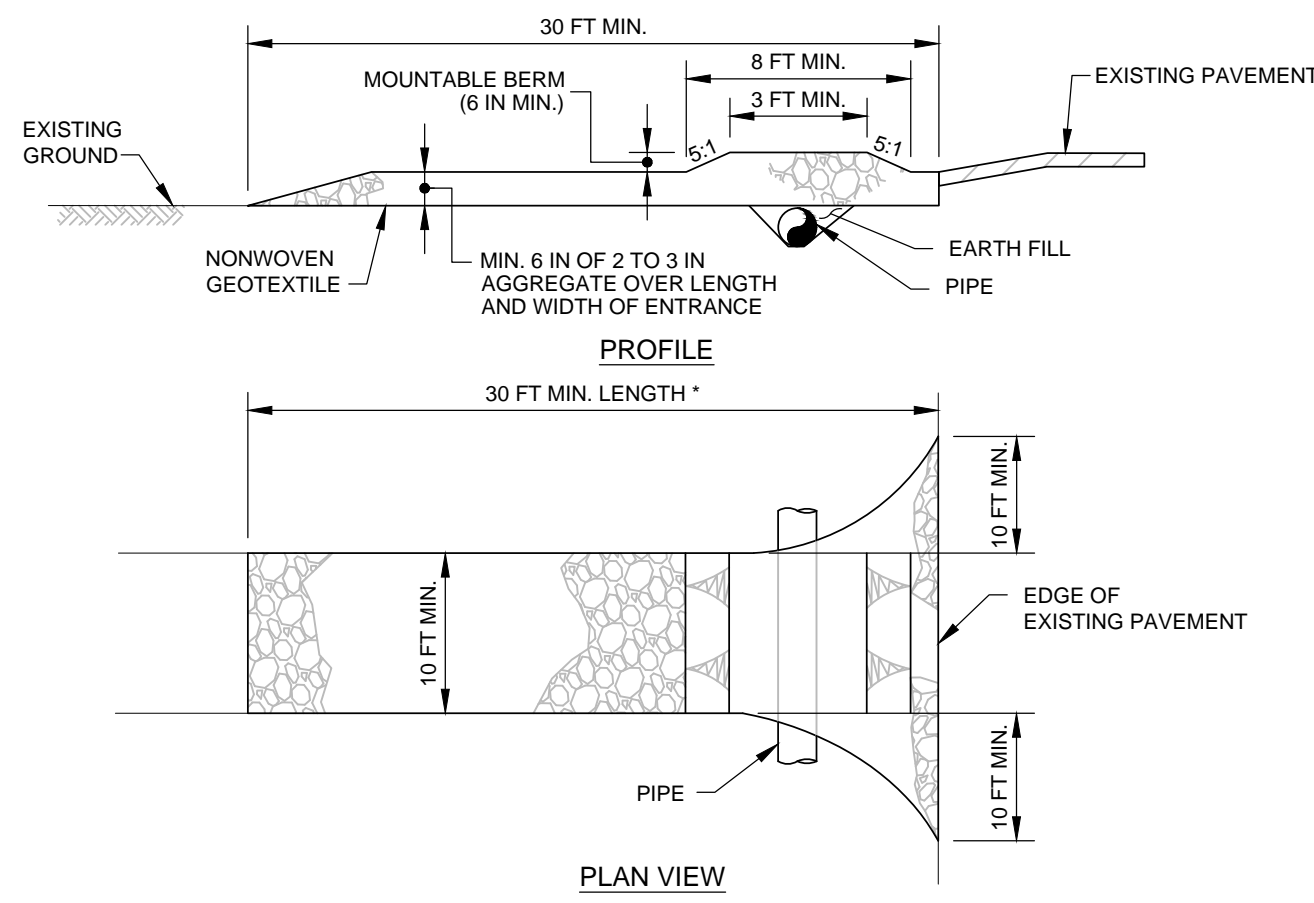 30 FT MIN.
8 FT MIN.
MOUNTABLE BERM
(6 IN MIN.)
EXISTING PAVEMENT
3 FT MIN.
EXISTING
GROUND
5:1
5:1
NONWOVEN
GEOTEXTILE
MIN. 6 IN OF 2 TO 3 IN
AGGREGATE OVER LENGTH
AND WIDTH OF ENTRANCE
EARTH FILL
PIPE
PROFILE
30 FT MIN. LENGTH *
10 FT MIN.
10 FT MIN.
EDGE OF
EXISTING PAVEMENT
10 FT MIN.
PIPE
PLAN VIEW